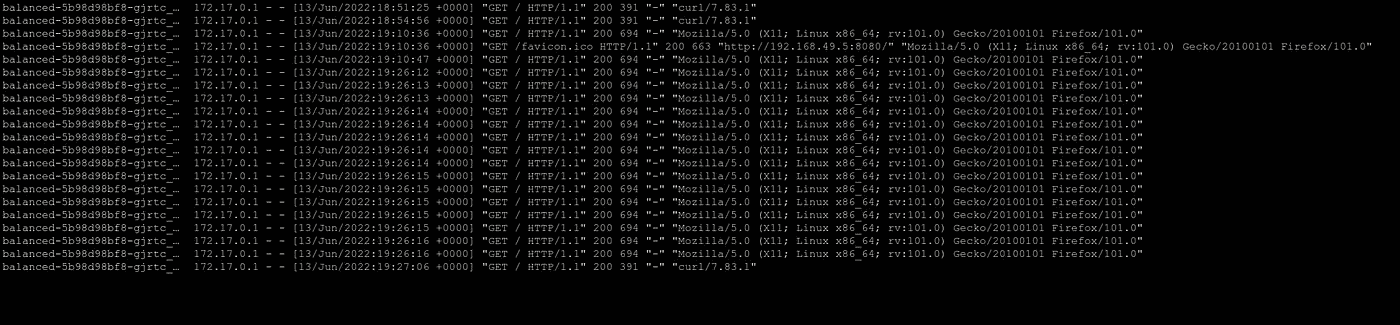 balanced-5b98d98bf8-gjrtc_… 172.17.0.1 - - [13/Jun/2022:18:51:25 +0000] "GET / HTTP/1.1" 200 391 "-" "curl/7.83.1"
balanced-5b98d98bf8-gjrtc_… 172.17.0.1 - - [13/Jun/2022:18:54:56 +0000] "GET / HTTP/1.1" 200 391 "-" "curl/7.83.1"
balanced-5b98d98bf8-gjrtc_… 172.17.0.1 - - [13/Jun/2022:19:10:36 +0000] "GET / HTTP/1.1" 200 694 "-" "Mozilla/5.0 (X11; Linux x86_64; rv:101.0) Gecko/20100101 Firefox/101.0"
balanced-5b98d98bf8-gjrtc_… 172.17.0.1 - - [13/Jun/2022:19:10:36 +0000] "GET /favicon.ico HTTP/1.1" 200 663 "http://192.168.49.5:8080/" "Mozilla/5.0 (X11; Linux x86_64; rv:101.0) Gecko/20100101 Firefox/101.0"
balanced-5b98d98bf8-gjrtc_… 172.17.0.1 - - [13/Jun/2022:19:10:47 +0000] "GET / HTTP/1.1" 200 694 "-" "Mozilla/5.0 (X11; Linux x86_64; rv:101.0) Gecko/20100101 Firefox/101.0"
balanced-5b98d98bf8-gjrtc_… 172.17.0.1 - - [13/Jun/2022:19:26:12 +0000] "GET / HTTP/1.1" 200 694 "-" "Mozilla/5.0 (X11; Linux x86_64; rv:101.0) Gecko/20100101 Firefox/101.0"
balanced-5b98d98bf8-gjrtc_… 172.17.0.1 - - [13/Jun/2022:19:26:13 +0000] "GET / HTTP/1.1" 200 694 "-" "Mozilla/5.0 (X11; Linux x86_64; rv:101.0) Gecko/20100101 Firefox/101.0"
balanced-5b98d98bf8-gjrtc_… 172.17.0.1 - - [13/Jun/2022:19:26:13 +0000] "GET / HTTP/1.1" 200 694 "-" "Mozilla/5.0 (X11; Linux x86_64; rv:101.0) Gecko/20100101 Firefox/101.0"
balanced-5b98d98bf8-gjrtc_… 172.17.0.1 - - [13/Jun/2022:19:26:14 +0000] "GET / HTTP/1.1" 200 694 "-" "Mozilla/5.0 (X11; Linux x86_64; rv:101.0) Gecko/20100101 Firefox/101.0"
balanced-5b98d98bf8-gjrtc_… 172.17.0.1 - - [13/Jun/2022:19:26:14 +0000] "GET / HTTP/1.1" 200 694 "-" "Mozilla/5.0 (X11; Linux x86_64; rv:101.0) Gecko/20100101 Firefox/101.0"
balanced-5b98d98bf8-gjrtc_… 172.17.0.1 - - [13/Jun/2022:19:26:14 +0000] "GET / HTTP/1.1" 200 694 "-" "Mozilla/5.0 (X11; Linux x86_64; rv:101.0) Gecko/20100101 Firefox/101.0"
balanced-5b98d98bf8-gjrtc_… 172.17.0.1 - - [13/Jun/2022:19:26:14 +0000] "GET / HTTP/1.1" 200 694 "-" "Mozilla/5.0 (X11; Linux x86_64; rv:101.0) Gecko/20100101 Firefox/101.0"
balanced-5b98d98bf8-gjrtc_… 172.17.0.1 - - [13/Jun/2022:19:26:14 +0000] "GET / HTTP/1.1" 200 694 "-" "Mozilla/5.0 (X11; Linux x86_64; rv:101.0) Gecko/20100101 Firefox/101.0"
balanced-5b98d98bf8-gjrtc_… 172.17.0.1 - - [13/Jun/2022:19:26:15 +0000] "GET / HTTP/1.1" 200 694 "-" "Mozilla/5.0 (X11; Linux x86_64; rv:101.0) Gecko/20100101 Firefox/101.0"
balanced-5b98d98bf8-gjrtc_… 172.17.0.1 - - [13/Jun/2022:19:26:15 +0000] "GET / HTTP/1.1" 200 694 "-" "Mozilla/5.0 (X11; Linux x86_64; rv:101.0) Gecko/20100101 Firefox/101.0"
balanced-5b98d98bf8-gjrtc_… 172.17.0.1 - - [13/Jun/2022:19:26:15 +0000] "GET / HTTP/1.1" 200 694 "-" "Mozilla/5.0 (X11; Linux x86_64; rv:101.0) Gecko/20100101 Firefox/101.0"
balanced-5b98d98bf8-gjrtc_… 172.17.0.1 - - [13/Jun/2022:19:26:15 +0000] "GET / HTTP/1.1" 200 694 "-" "Mozilla/5.0 (X11; Linux x86_64; rv:101.0) Gecko/20100101 Firefox/101.0"
balanced-5b98d98bf8-gjrtc_… 172.17.0.1 - - [13/Jun/2022:19:26:15 +0000] "GET / HTTP/1.1" 200 694 "-" "Mozilla/5.0 (X11; Linux x86_64; rv:101.0) Gecko/20100101 Firefox/101.0"
balanced-5b98d98bf8-gjrtc_… 172.17.0.1 - - [13/Jun/2022:19:26:16 +0000] "GET / HTTP/1.1" 200 694 "-" "Mozilla/5.0 (X11; Linux x86_64; rv:101.0) Gecko/20100101 Firefox/101.0"
balanced-5b98d98bf8-gjrtc_… 172.17.0.1 - - [13/Jun/2022:19:26:16 +0000] "GET / HTTP/1.1" 200 694 "-" "Mozilla/5.0 (X11; Linux x86_64; rv:101.0) Gecko/20100101 Firefox/101.0"
balanced-5b98d98bf8-gjrtc_… 172.17.0.1 - - [13/Jun/2022:19:27:06 +0000] "GET / HTTP/1.1" 200 391 "-" "curl/7.83.1"